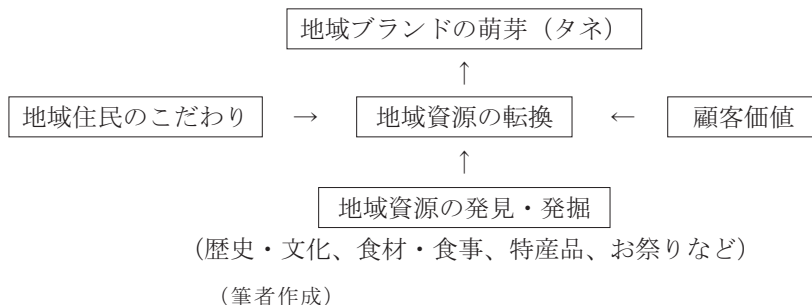 地域ブランドの萌芽（タネ）
↑
地域住民のこだわり → 地域資源の転換 ← 顧客価値
↑
地域資源の発見・発掘
（歴史・文化、食材・食事、特産品、お祭りなど）
（筆者作成）